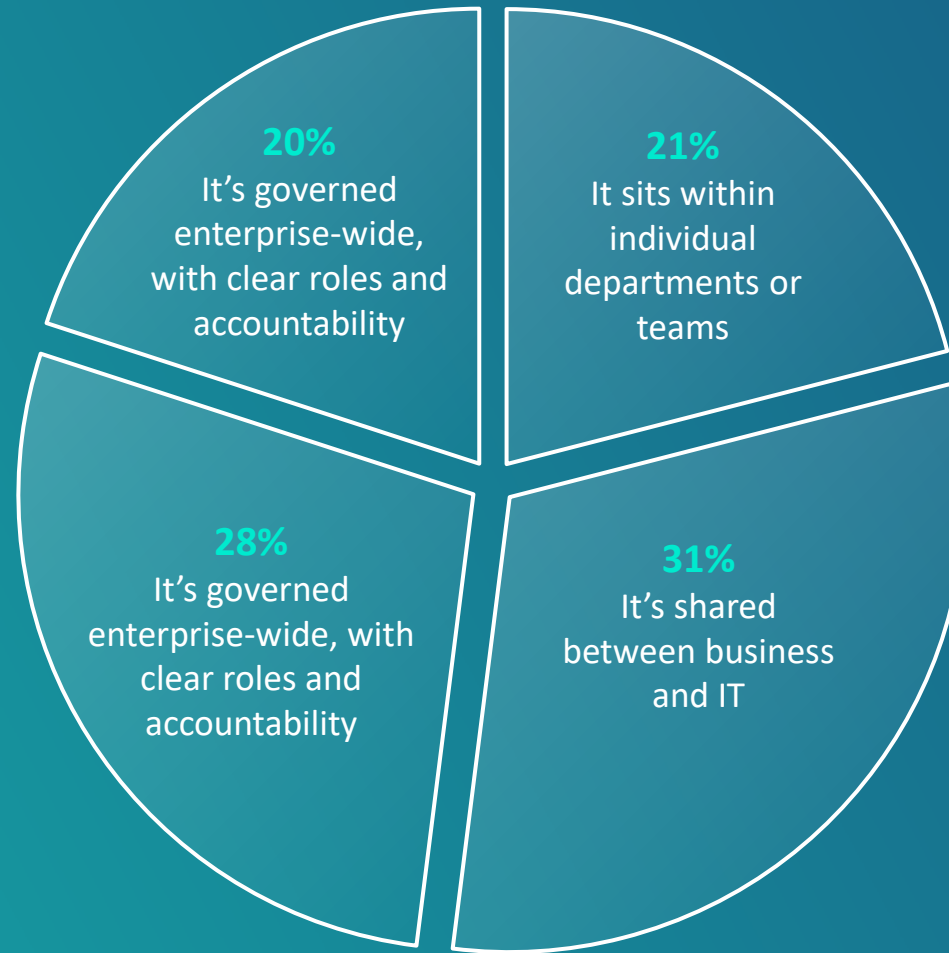 20%
It’s governed
enterprise-wide,
with clear roles and
accountability
21%
It sits within
individual
departments or
teams
28%
It’s governed
enterprise-wide, with
clear roles and
accountability
31%
It’s shared
between business
and IT